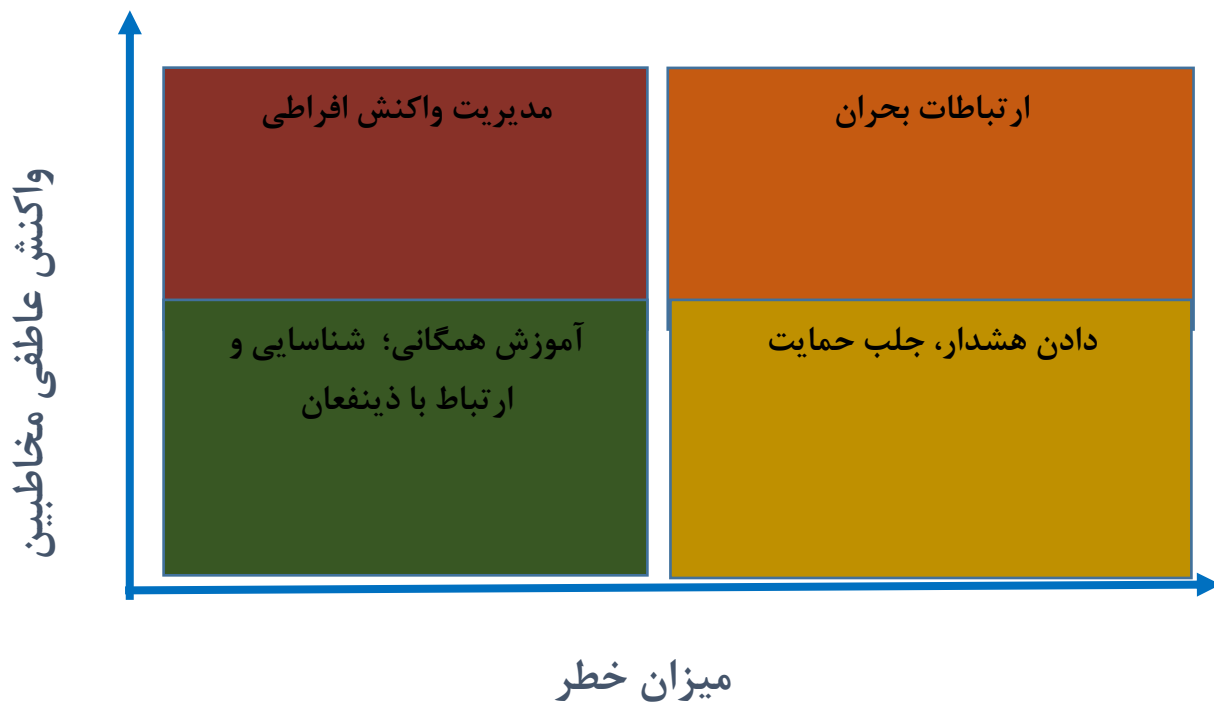 واکنش عاطفی مخاطبین
ارتباطات بحران
مدیریت واکنش افراطی
دادن هشدار، جلب حمایت
آموزش همگانی؛ شناسایی و
ارتباط با ذینفعان
میزان خطر